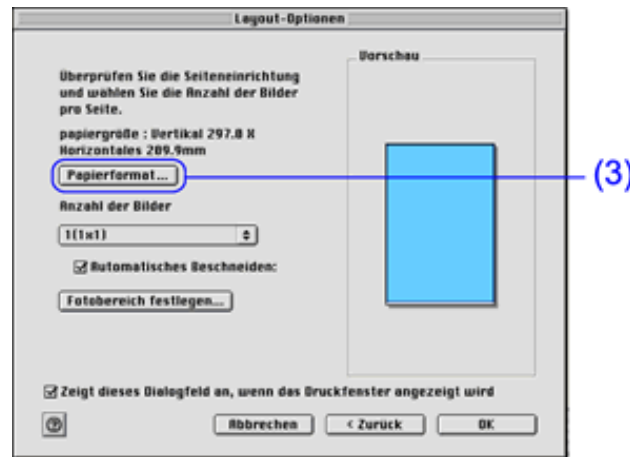 Layout-Optionen
Überprüfen Sie die Seiteneinrichtung
und wählen Sie die Anzahl der Bilder
pro Seite.
papiergröße : Vertikal 297.0 X
Horizontales 209.9mm
Papierformat...
(3)
Anzahl der Bilder
1(1x1)
Automatisches Beschneiden:
Fotobereich festlegen...
Vorschau
Zeigt dieses Dialogfeld an, wenn das Druckfenster angezeigt wird
?
Abbrechen
< Zurück
OK